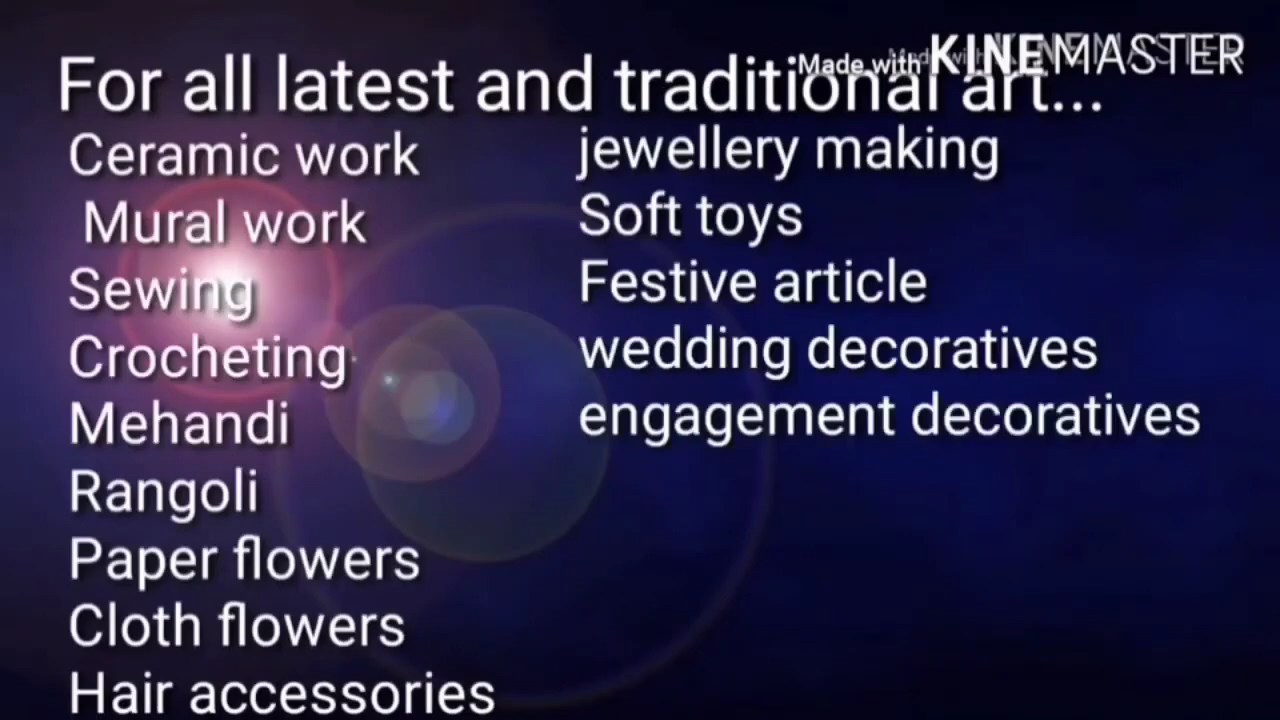 Made with KINEMASTER
For all latest and traditional art...
Ceramic work
Mural work
Sewing
Crocheting
Mehandi
Rangoli
Paper flowers
Cloth flowers
Hair accessories
jewellery making
Soft toys
Festive article
wedding decoratives
engagement decoratives